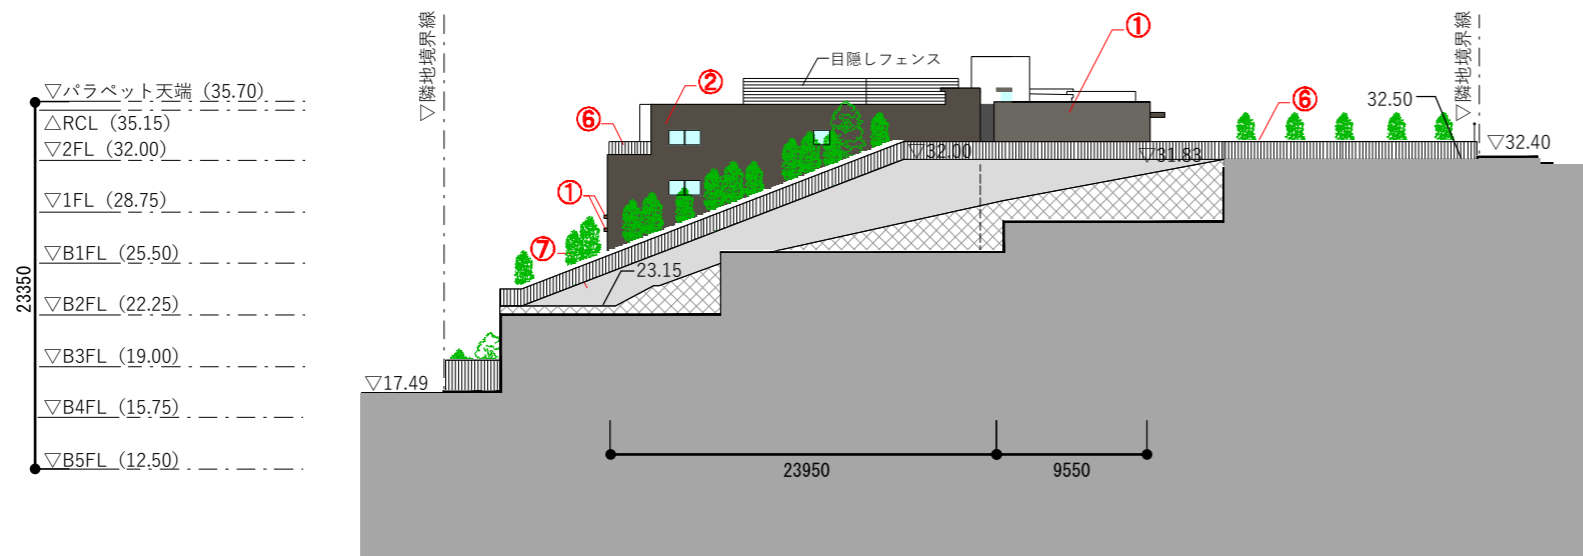 ▽パラペット天端（35.70）
△RCL（35.15）
▽2FL（32.00）
▽1FL（28.75）
▽B1FL（25.50）
▽B2FL（22.25）
▽B3FL（19.00）
▽B4FL（15.75）
▽B5FL（12.50）
23350
▽隣地境界線
目隠しフェンス
①
▽隣地境界線
②
⑥
⑥
32.50
▽32.40
▽32.00
▽31.83
①
⑦
23.15
▽17.49
23950
9550